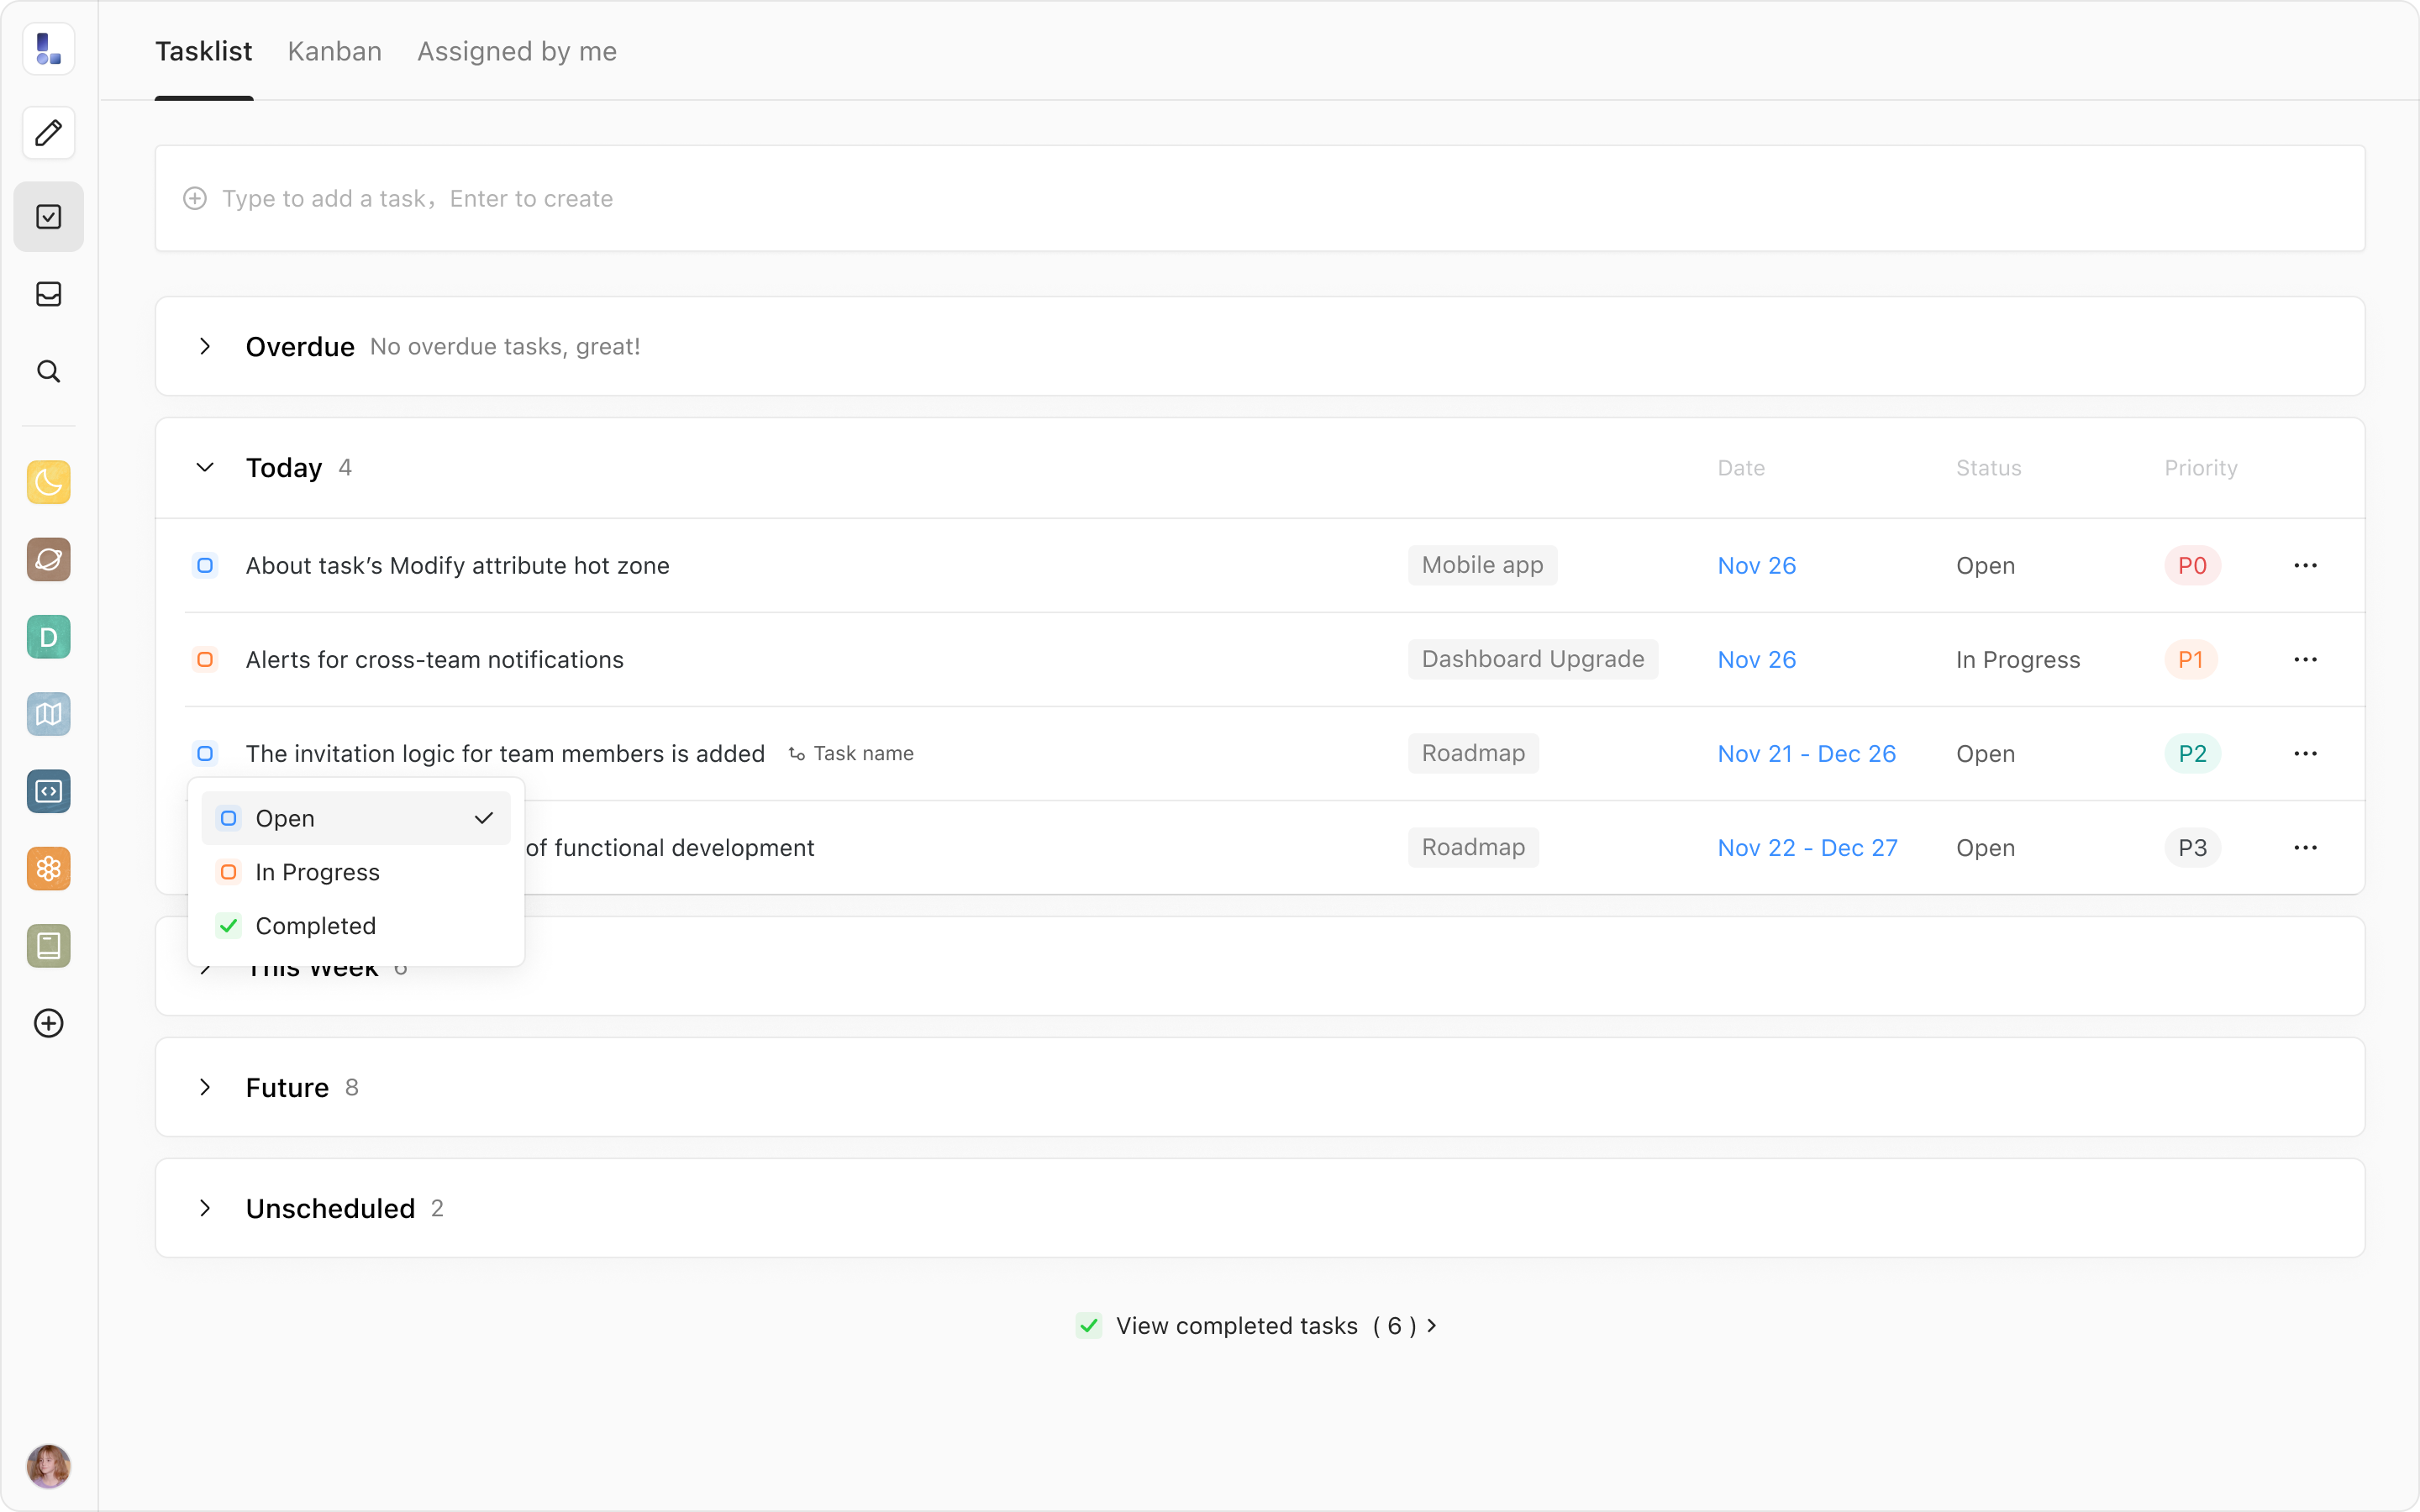 Tasklist Kanban Assigned by me
Type to add a task, Enter to create
Overdue No overdue tasks, great!
Today 4 Date Status Priority
About task’s Modify attribute hot zone Mobile app Nov 26 Open P0
Alerts for cross-team notifications Dashboard Upgrade Nov 26 In Progress P1
D
The invitation logic for team members is added Task name Roadmap Nov 21 - Dec 26 Open P2
Open
of functional development Roadmap Nov 22 - Dec 27 Open P3
In Progress
Completed
This Week 6
Future 8
Unscheduled 2
View completed tasks ( 6 )